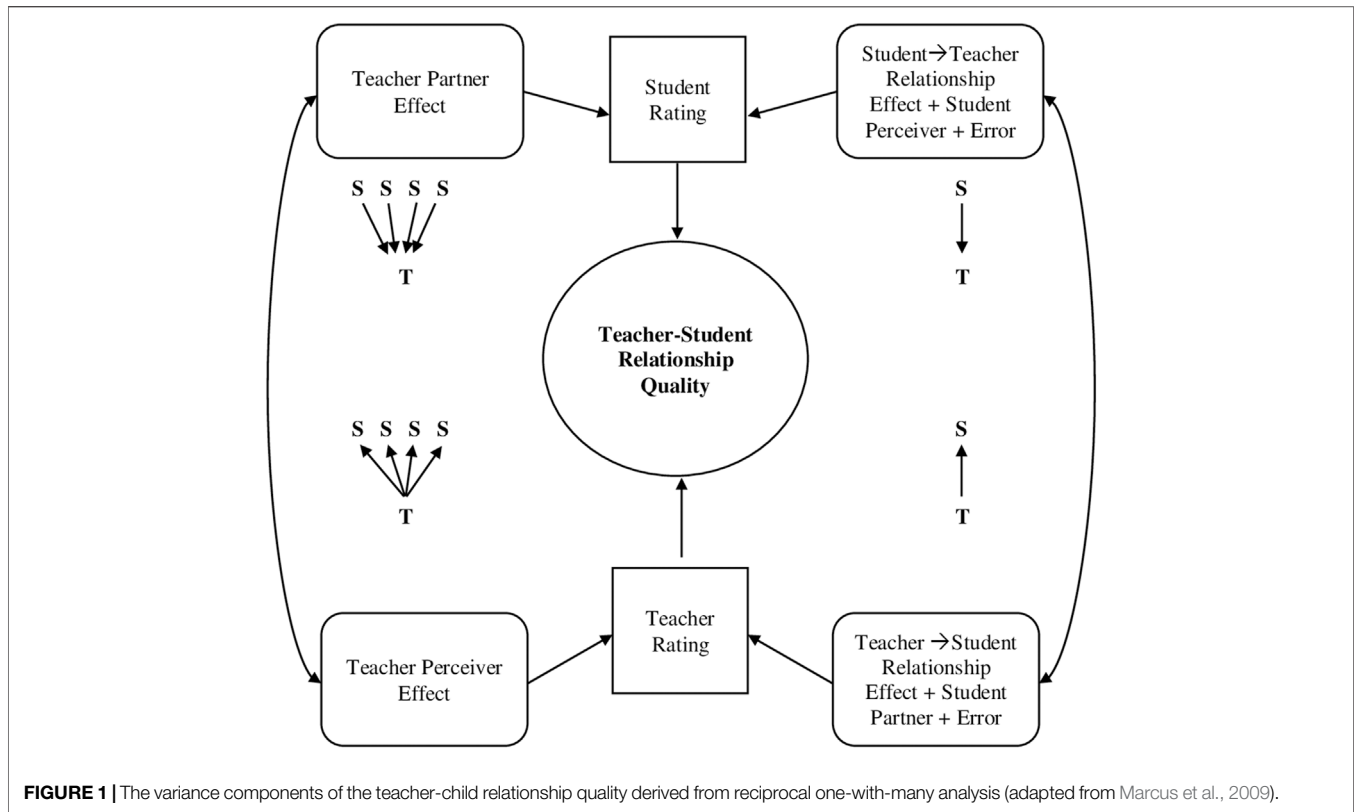 Teacher Partner
Effect
Student
Rating
Student→Teacher
Relationship
Effect + Student
Perceiver + Error
S S S S
T
S
T
Teacher-Student
Relationship
Quality
S S S S
T
S
T
Teacher Perceiver
Effect
Teacher
Rating
Teacher →Student
Relationship
Effect + Student
Partner + Error
FIGURE 1 | The variance components of the teacher-child relationship quality derived from reciprocal one-with-many analysis (adapted from Marcus et al., 2009).